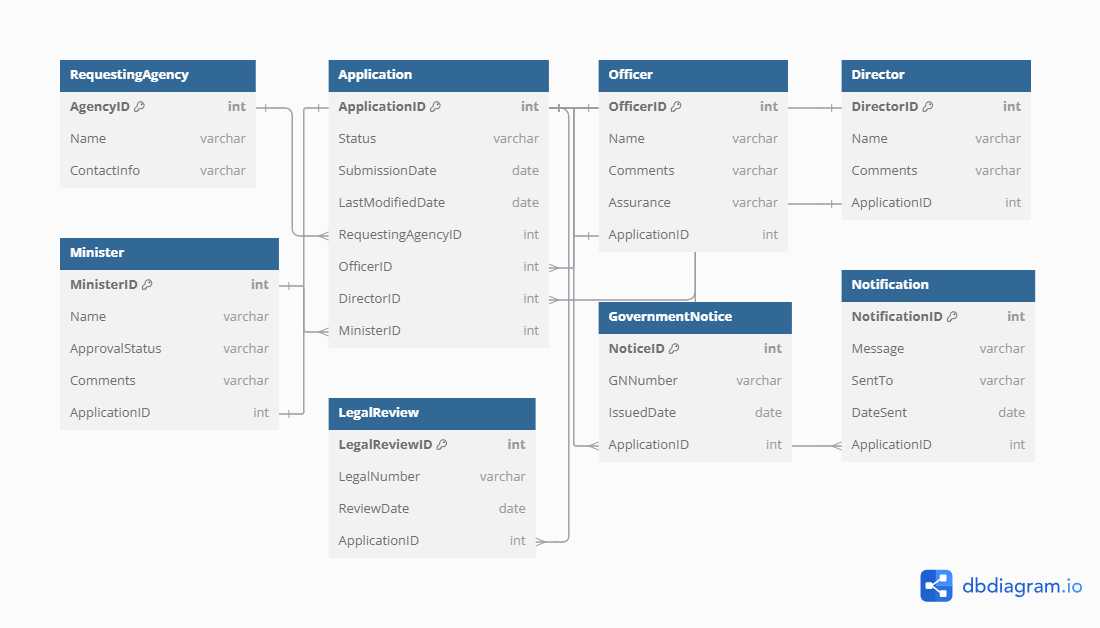 RequestingAgency
AgencyID int
Name varchar
ContactInfo varchar
Application
ApplicationID int
Status varchar
SubmissionDate date
LastModifiedDate date
RequestingAgencyID int
OfficerID int
DirectorID int
MinisterID int
Officer
OfficerID int
Name varchar
Comments varchar
Assurance varchar
ApplicationID int
Director
DirectorID int
Name varchar
Comments varchar
ApplicationID int
Minister
MinisterID int
Name varchar
ApprovalStatus varchar
Comments varchar
ApplicationID int
LegalReview
LegalReviewID int
LegalNumber varchar
ReviewDate date
ApplicationID int
GovernmentNotice
NoticeID int
GNNumber varchar
IssuedDate date
ApplicationID int
Notification
NotificationID int
Message varchar
SentTo varchar
DateSent date
ApplicationID int
dbdiagram.io